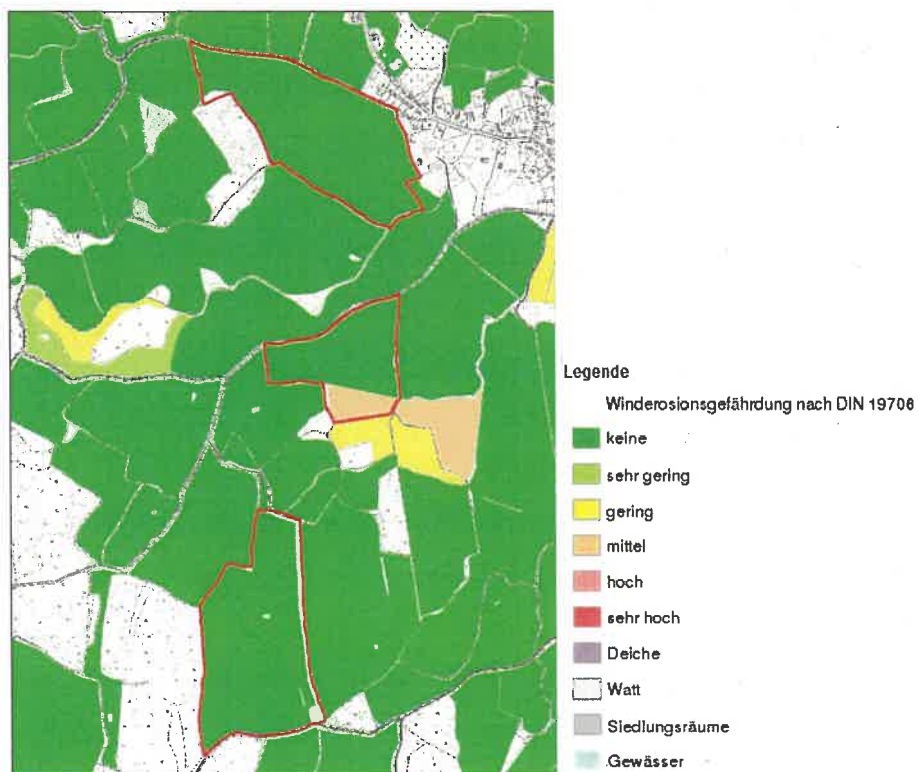 Legende
Winderosionsgefährdung nach DIN 19706
keine
sehr gering
gering
mittel
hoch
sehr hoch
Deiche
Watt
Siedlungsräume
Gewässer